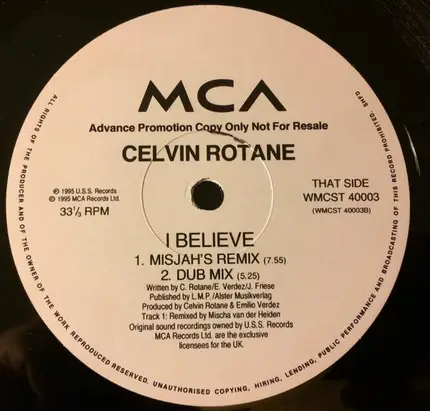 MCA
Advance Promotion Copy Only Not For Resale
CELVIN ROTANE
℗ 1995 U.S.S. Records
© 1995 MCA Records Ltd.
33⅓ RPM
THAT SIDE
WMCST 40003
(WMCST 40003B)
I BELIEVE
1. MISJAH'S REMIX (7.55)
2. DUB MIX (5.25)
Written by C. Rotane/E. Verdez/J. Friese
Published by L.M.P./Alster Musikverlag
Produced by Celvin Rotane & Emilio Verdez
Track 1: Remixed by Mischa van der Heiden
Original sound recordings owned by U.S.S. Records
MCA Records Ltd. are the exclusive
licensees for the UK.
ALL RIGHTS OF THE PRODUCER AND OF THE OWNER OF THE WORK REPRODUCED RESERVED. UNAUTHORISED COPYING, HIRING, LENDING, PUBLIC PERFORMANCE AND BROADCASTING OF THIS RECORD PROHIBITED.